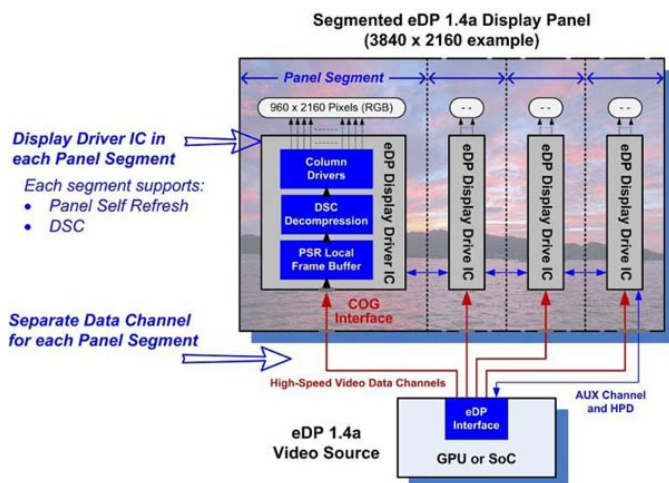 Segmented eDP 1.4a Display Panel
(3840 x 2160 example)
Panel Segment
960 x 2160 Pixels (RGB)
- -
- -
- -
Display Driver IC in
each Panel Segment
Each segment supports:
• Panel Self Refresh
• DSC
Column
Drivers
DSC
Decompression
PSR Local
Frame Buffer
eDP Display Driver IC
eDP Display Drive IC
eDP Display Drive IC
eDP Display Drive IC
COG
Interface
Separate Data Channel
for each Panel Segment
High-Speed Video Data Channels
AUX Channel
and HPD
eDP 1.4a
Video Source
eDP
Interface
GPU or SoC